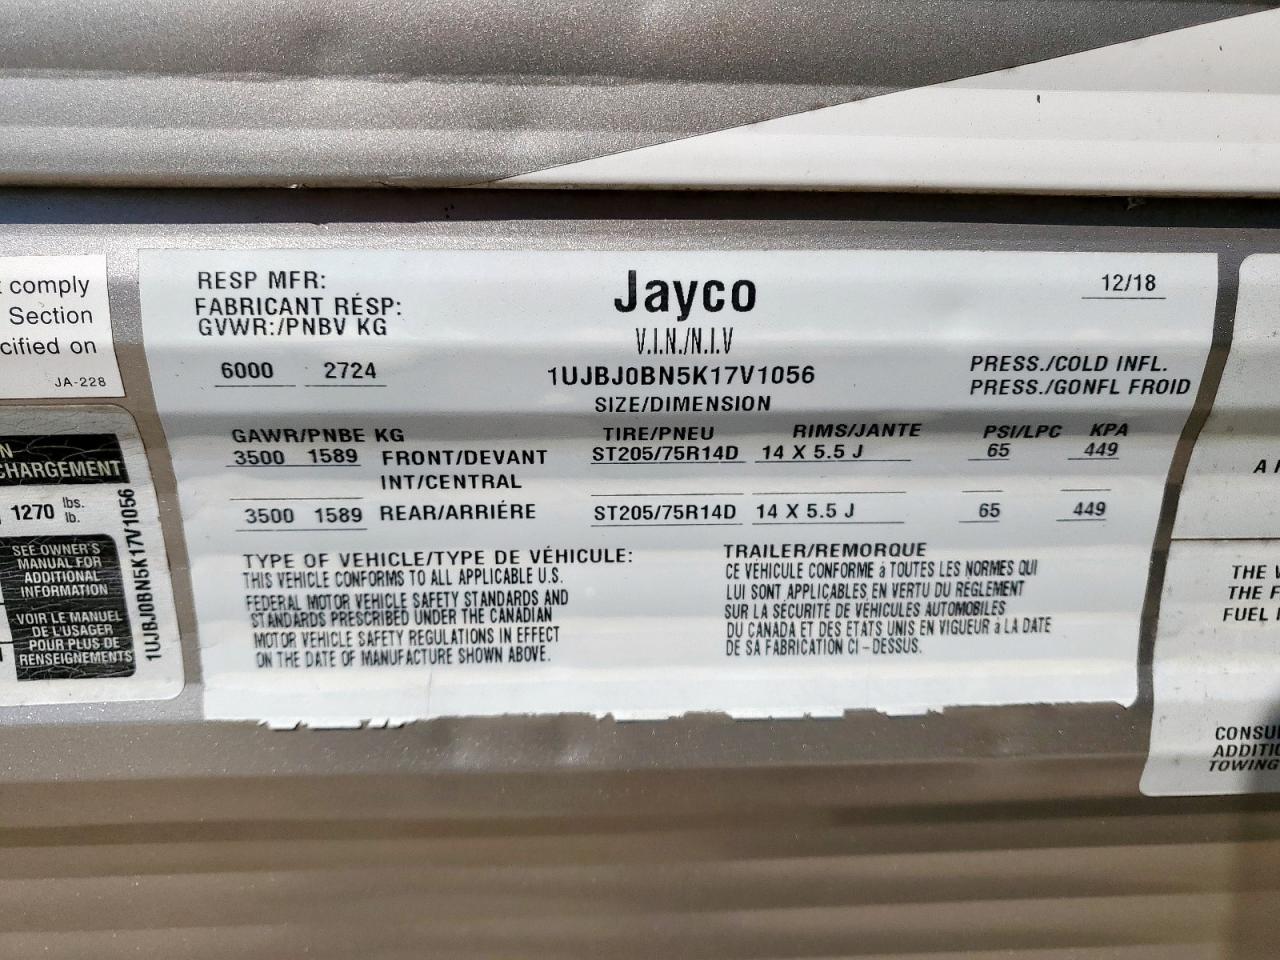 comply
Section
cified on
JA-228
N
CHARGEMENT
1270 lbs.
lb.
SEE OWNER'S
MANUAL FOR
ADDITIONAL
INFORMATION
VOIR LE MANUEL
DE L'USAGER
POUR PLUS DE
RENSEIGNEMENTS
1UJBJ0BN5K17V1056
RESP MFR:
FABRICANT RÉSP:
GVWR:/PNBV KG
Jayco
12/18
V.I.N./N.I.V
6000 2724
1UJBJ0BN5K17V1056
PRESS./COLD INFL.
PRESS./GONFL FROID
SIZE/DIMENSION
GAWR/PNBE KG TIRE/PNEU RIMS/JANTE PSI/LPC KPA
3500 1589 FRONT/DEVANT ST205/75R14D 14 X 5.5 J 65 449
INT/CENTRAL
3500 1589 REAR/ARRIÉRE ST205/75R14D 14 X 5.5 J 65 449
TYPE OF VEHICLE/TYPE DE VÉHICULE: TRAILER/REMORQUE
THIS VEHICLE CONFORMS TO ALL APPLICABLE U.S.
FEDERAL MOTOR VEHICLE SAFETY STANDARDS AND
STANDARDS PRESCRIBED UNDER THE CANADIAN
MOTOR VEHICLE SAFETY REGULATIONS IN EFFECT
ON THE DATE OF MANUFACTURE SHOWN ABOVE.
CE VÉHICULE CONFORME à TOUTES LES NORMES QUI
LUI SONT APPLICABLES EN VERTU DU RÉGLEMENT
SUR LA SÉCURITE DE VÉHICULES AUTOMOBILES
DU CANADA ET DES ETATS UNIS EN VIGUEUR à LA DATE
DE SA FABRICATION CI-DESSUS.
A
THE
THE F
FUEL
CONSU
ADDITIO
TOWING